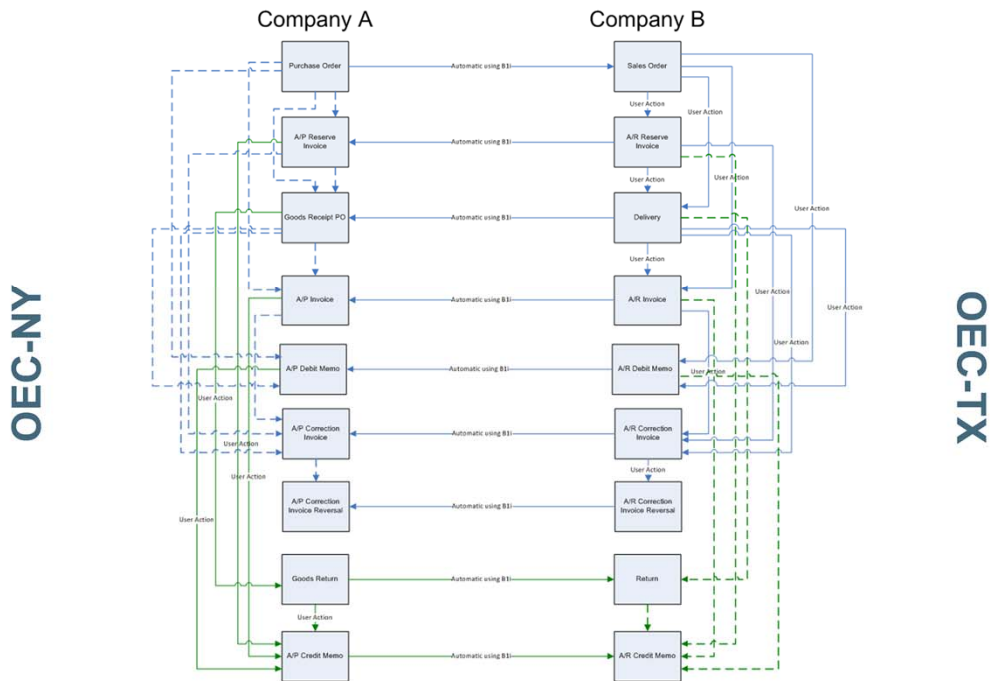 Company A
Company B
OEC-NY
OEC-TX
Purchase Order
Automatic using B1i
Sales Order
User Action
User Action
A/P Reserve
Invoice
Automatic using B1i
A/R Reserve
Invoice
User Action
User Action
Goods Receipt PO
Automatic using B1i
Delivery
User Action
User Action
A/P Invoice
Automatic using B1i
A/R Invoice
User Action
User Action
User Action
A/P Debit Memo
Automatic using B1i
A/R Debit Memo
User Action
User Action
A/P Correction
Invoice
Automatic using B1i
A/R Correction
Invoice
User Action
User Action
User Action
A/P Correction
Invoice Reversal
Automatic using B1i
A/R Correction
Invoice Reversal
User Action
Goods Return
Automatic using B1i
Return
User Action
A/P Credit Memo
Automatic using B1i
A/R Credit Memo